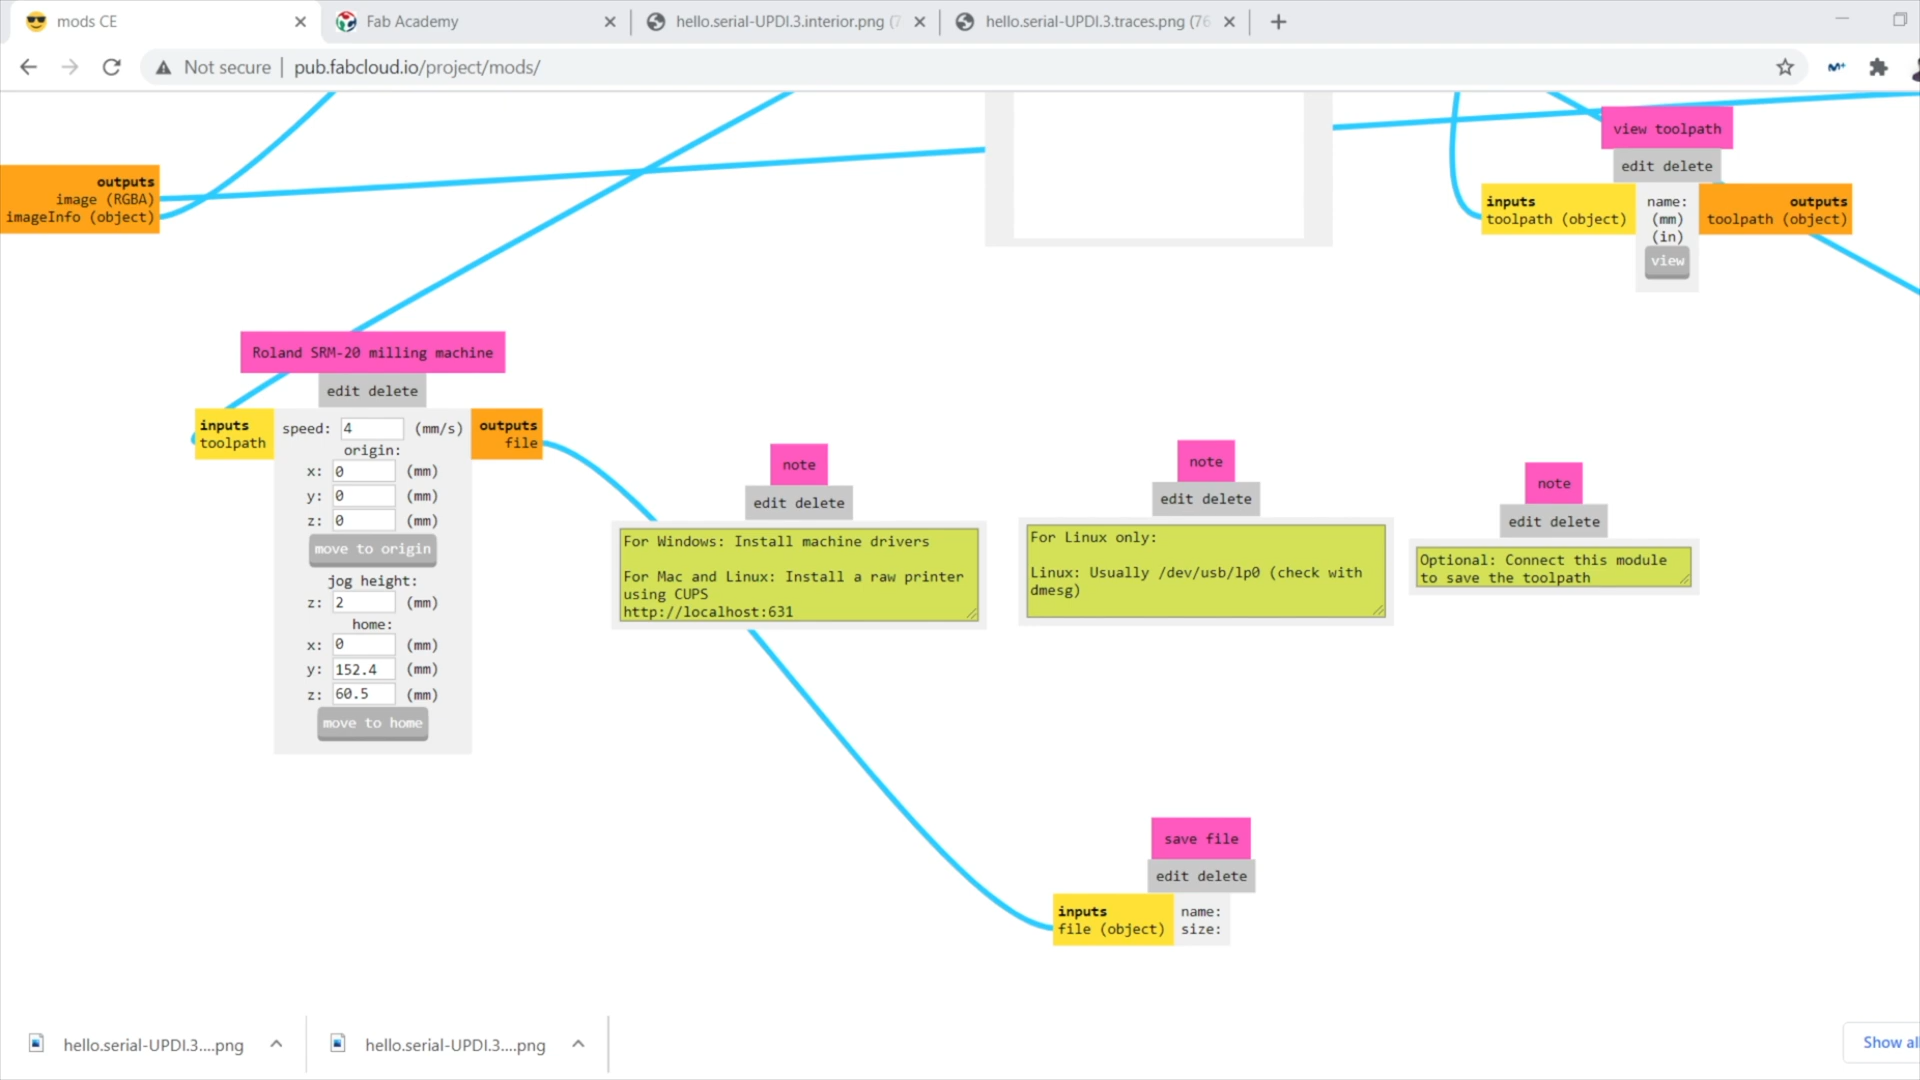 mods CE
Fab Academy
hello.serial-UPDI.3.interior.png (7
hello.serial-UPDI.3.traces.png (76
Not secure
pub.fabcloud.io/project/mods/
outputs
image (RGBA)
imageInfo (object)
view toolpath
edit delete
inputs
toolpath (object)
name:
(mm)
(in)
view
outputs
toolpath (object)
Roland SRM-20 milling machine
edit delete
inputs
toolpath
speed: 4 (mm/s)
origin:
x: 0 (mm)
y: 0 (mm)
z: 0 (mm)
move to origin
jog height:
z: 2 (mm)
home:
x: 0 (mm)
y: 152.4 (mm)
z: 60.5 (mm)
move to home
outputs
file
note
edit delete
For Windows: Install machine drivers
For Mac and Linux: Install a raw printer
using CUPS
http://localhost:631
note
edit delete
For Linux only:
Linux: Usually /dev/usb/lp0 (check with
dmesg)
note
edit delete
Optional: Connect this module
to save the toolpath
save file
edit delete
inputs
file (object)
name:
size:
hello.serial-UPDI.3....png
hello.serial-UPDI.3....png
Show all